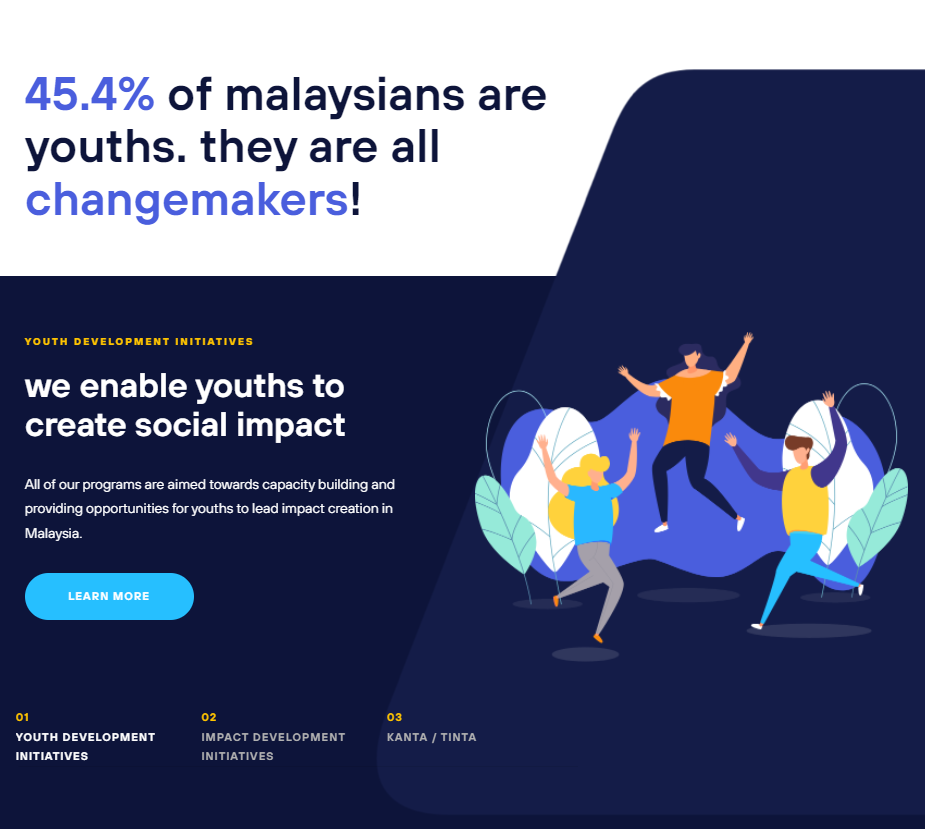 45.4% of malaysians are
youths. they are all
changemakers!
YOUTH DEVELOPMENT INITIATIVES
we enable youths to
create social impact
All of our programs are aimed towards capacity building and
providing opportunities for youths to lead impact creation in
Malaysia.
LEARN MORE
01
YOUTH DEVELOPMENT
INITIATIVES
02
IMPACT DEVELOPMENT
INITIATIVES
03
KANTA / TINTA